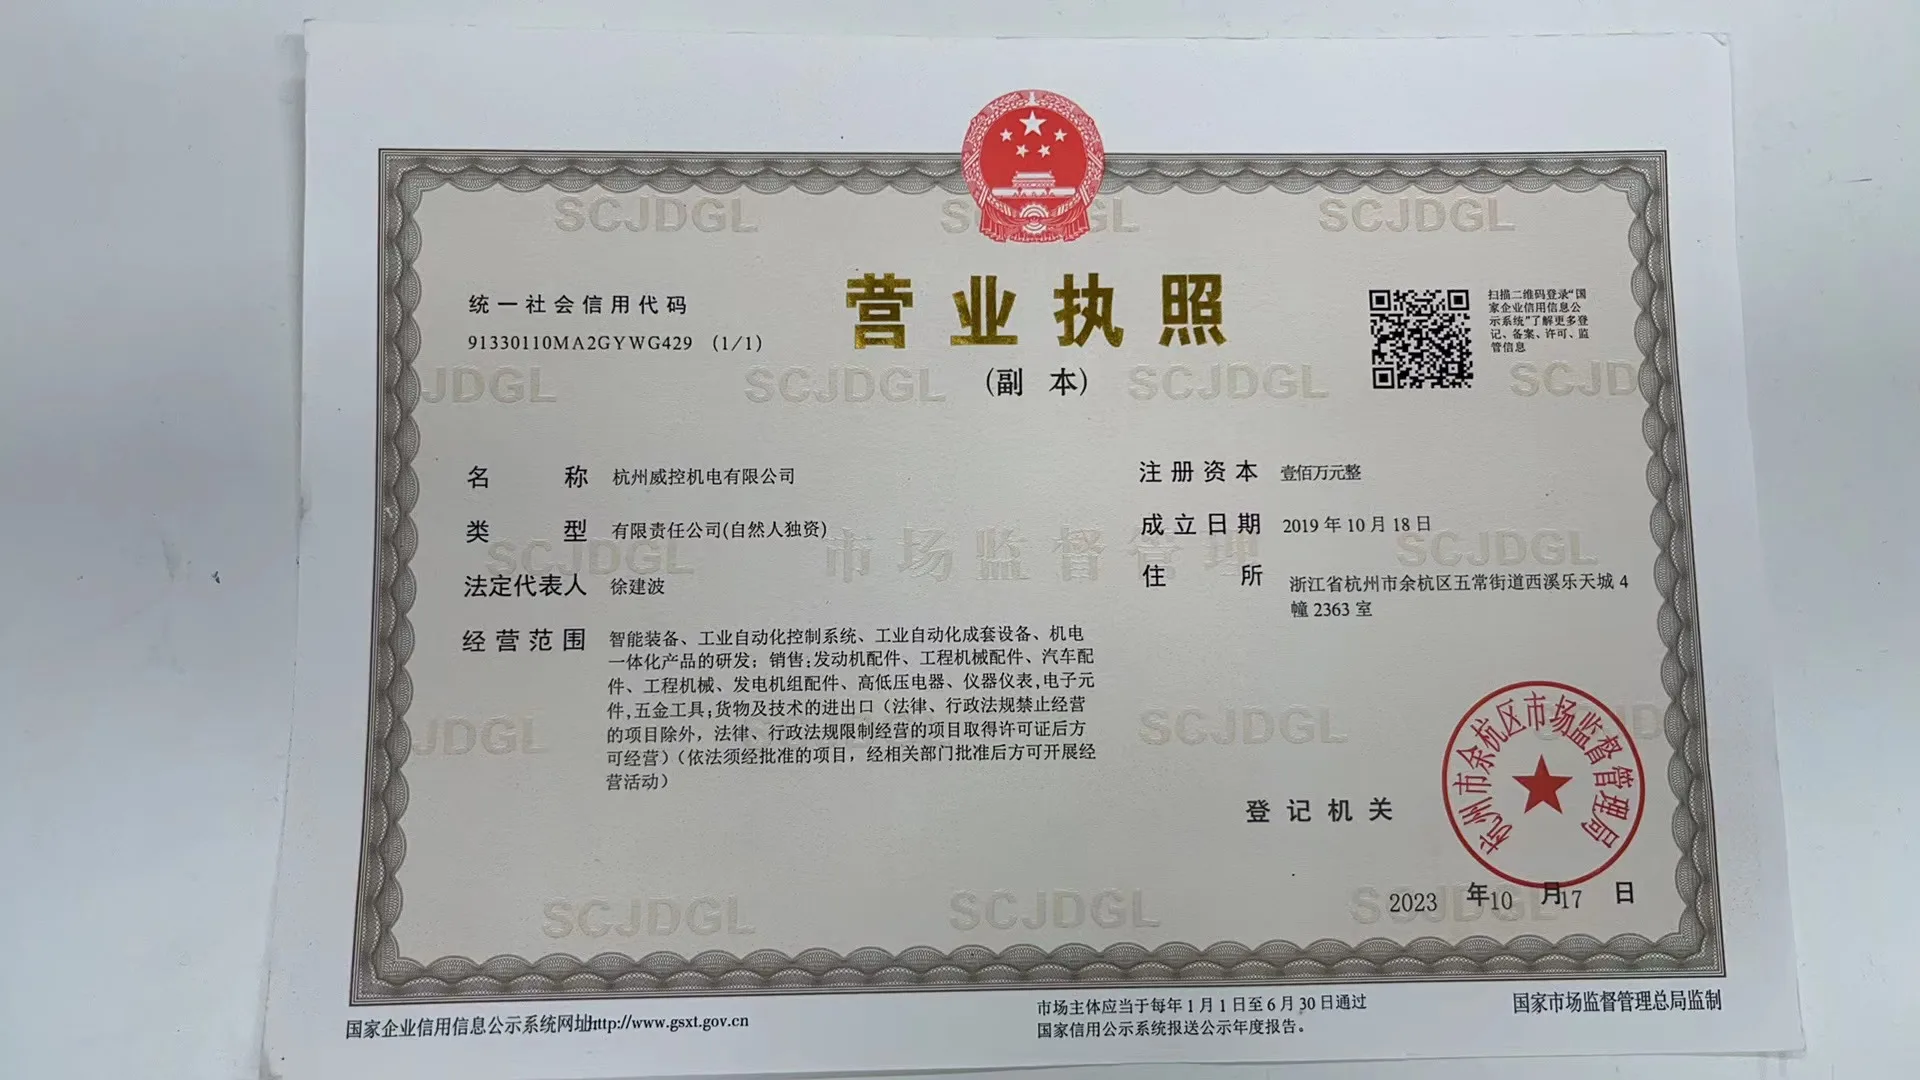 SCJDGL SCJDGL SCJDGL
营业执照
(副 本)
统一社会信用代码
91330110MA2GYWG429 (1/1)
扫描二维码登录“国
家企业信用信息公
示系统”了解更多登
记、备案、许可、监
管信息
JDGL SCJDGL SCJDGL SCJD
名 称 杭州威控机电有限公司
类 型 有限责任公司(自然人独资)
法定代表人 徐建波
经营范围 智能装备、工业自动化控制系统、工业自动化成套设备、机电
一体化产品的研发；销售:发动机配件、工程机械配件、汽车配
件、工程机械、发电机组配件、高低压电器、仪器仪表,电子元
件,五金工具;货物及技术的进出口（法律、行政法规禁止经营
的项目除外，法律、行政法规限制经营的项目取得许可证后方
可经营）（依法须经批准的项目，经相关部门批准后方可开展经
营活动）
注册资本 壹佰万元整
成立日期 2019年10月18日
住 所 浙江省杭州市余杭区五常街道西溪乐天城4
幢2363室
SCJDGL 市场监督管理 SCJDGL
JDGL SCJDGL
登记机关
杭州市余杭区市场监督管理局
2023 年10 月17 日
SCJDGL SCJDGL SCJDGL
国家企业信用信息公示系统网址http://www.gsxt.gov.cn
市场主体应当于每年1月1日至6月30日通过
国家信用公示系统报送公示年度报告。
国家市场监督管理总局监制